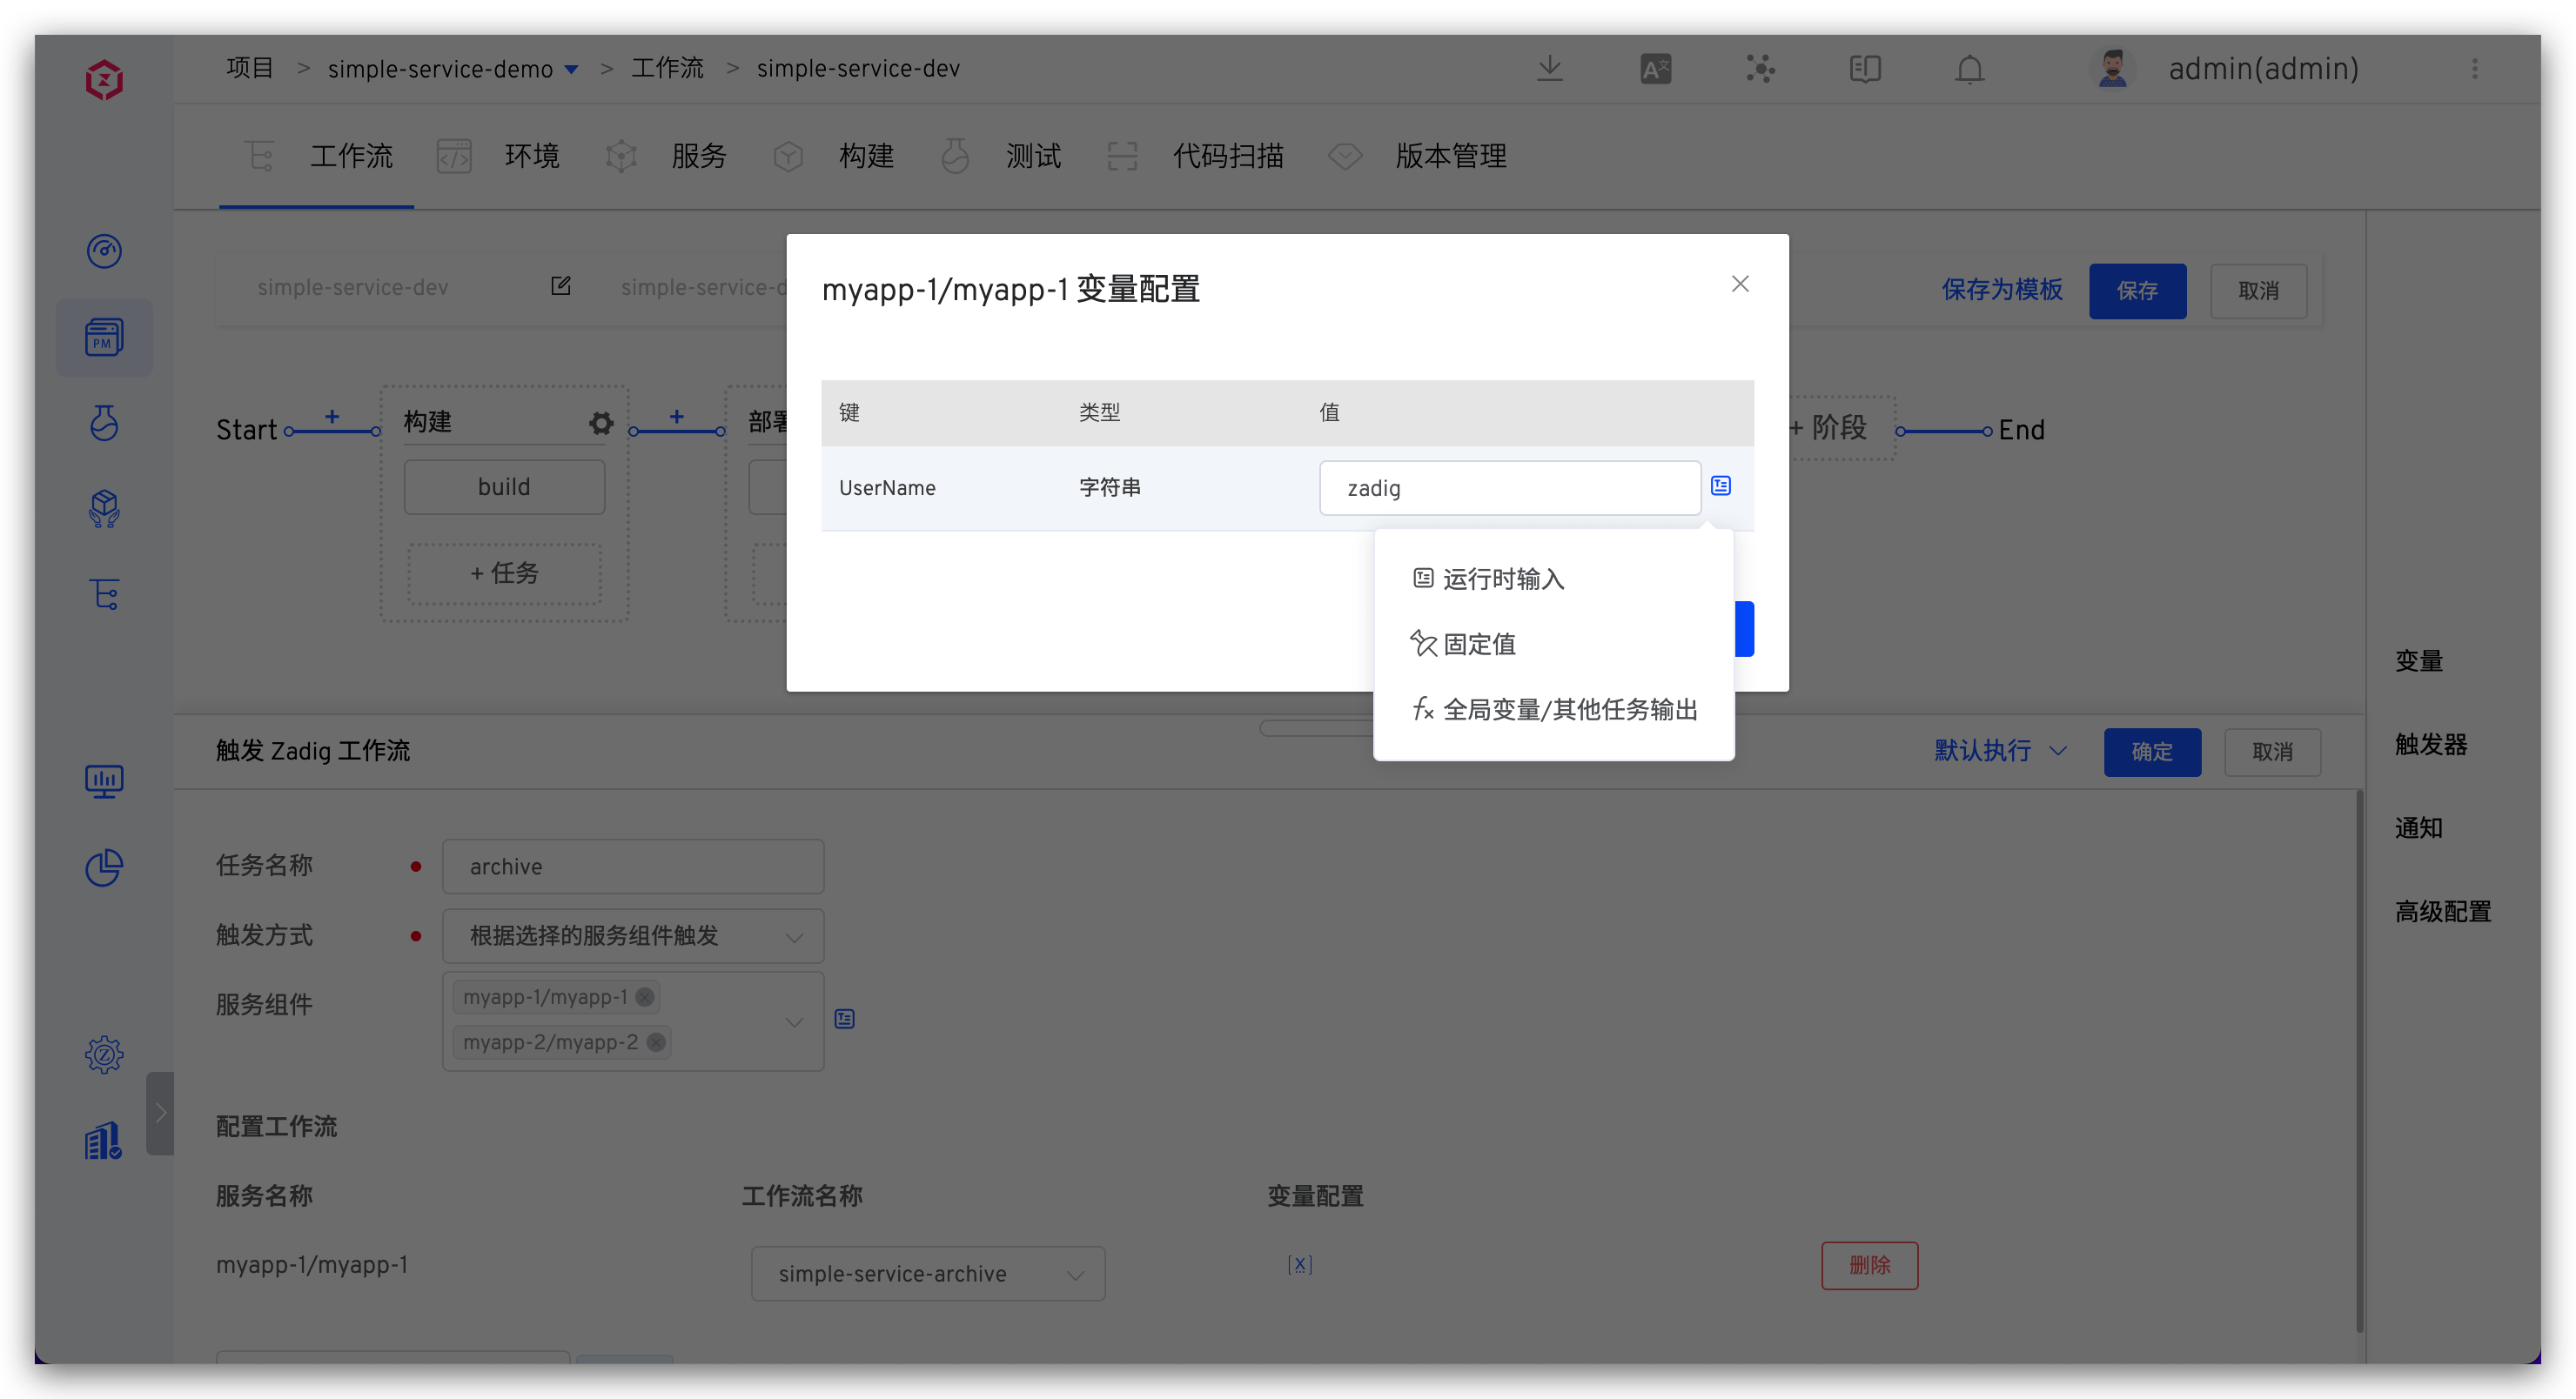 项目 > simple-service-demo > 工作流 > simple-service-dev
admin(admin)
工作流 环境 服务 构建 测试 代码扫描 版本管理
PM
simple-service-dev simple-service-d
保存为模板 保存 取消
myapp-1/myapp-1 变量配置
键 类型 值
UserName 字符串 zadig
运行时输入
固定值
全局变量/其他任务输出
Start + 构建 + 部署 + 阶段 End
build
+ 任务
变量
触发器
通知
高级配置
触发 Zadig 工作流 默认执行 确定 取消
任务名称 archive
触发方式 根据选择的服务组件触发
服务组件 myapp-1/myapp-1
myapp-2/myapp-2
配置工作流
服务名称 工作流名称 变量配置
myapp-1/myapp-1 simple-service-archive [x] 删除